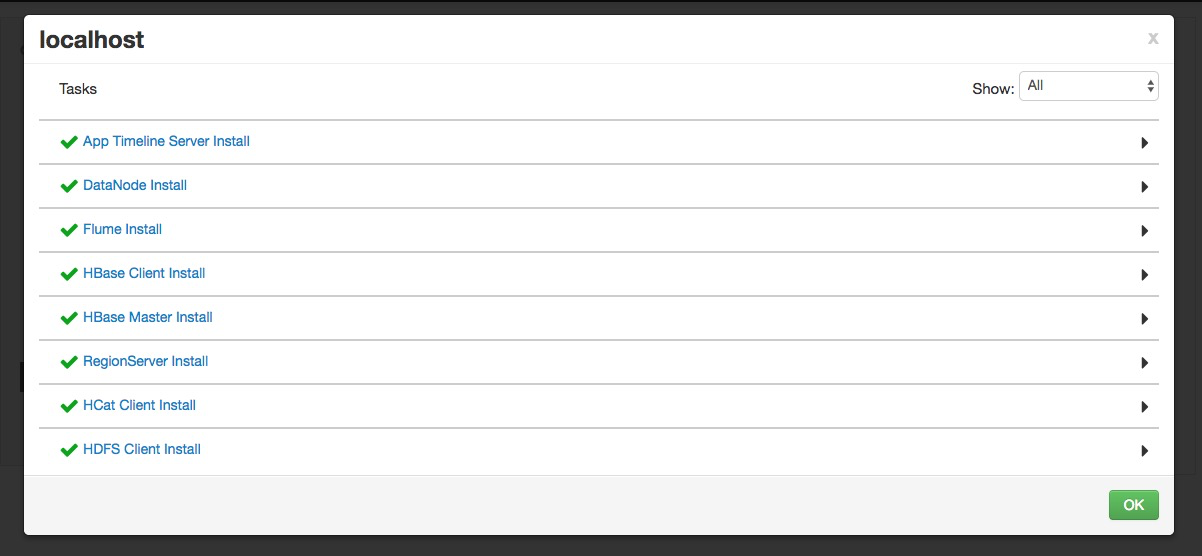 localhost
x
Tasks
Show: All
App Timeline Server Install
DataNode Install
Flume Install
HBase Client Install
HBase Master Install
RegionServer Install
HCat Client Install
HDFS Client Install
OK